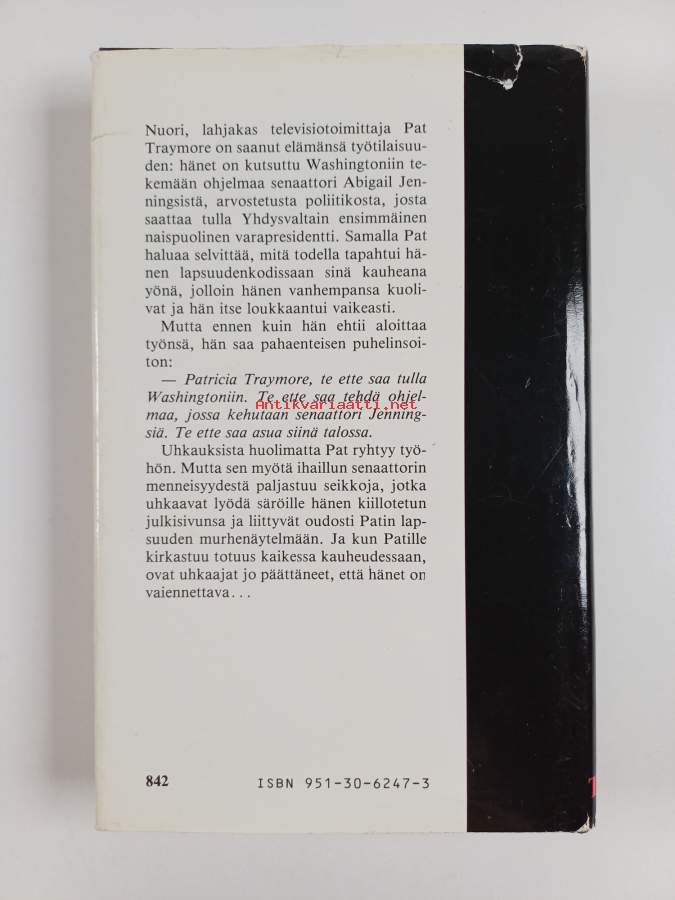 Nuori, lahjakas televisiotoimittaja Pat
Traymore on saanut elämänsä työtilaisuu-
den: hänet on kutsuttu Washingtoniin te-
kemään ohjelmaa senaattori Abigail Jen-
ningsistä, arvostetusta poliitikosta, josta
saattaa tulla Yhdysvaltain ensimmäinen
naispuolinen varapresidentti. Samalla Pat
haluaa selvittää, mitä todella tapahtui hä-
nen lapsuudenkodissaan sinä kauheana
yönä, jolloin hänen vanhempansa kuoli-
vat ja hän itse loukkaantui vaikeasti.
Mutta ennen kuin hän ehtii aloittaa
työnsä, hän saa pahaenteisen puhelinsoi-
ton:
— Patricia Traymore, te ette saa tulla
Washingtoniin. Te ette saa tehdä ohjel-
Antikvariaatti.net
maa, jossa kehutaan senaattori Jenning-
siä. Te ette saa asua siinä talossa.
Uhkauksista huolimatta Pat ryhtyy työ-
hön. Mutta sen myötä ihaillun senaattorin
menneisyydestä paljastuu seikkoja, jotka
uhkaavat lyödä säröille hänen kiillotetun
julkisivunsa ja liittyvät oudosti Patin lap-
suuden murhenäytelmään. Ja kun Patille
kirkastuu totuus kaikessa kauheudessaan,
ovat uhkaajat jo päättäneet, että hänet on
vaiennettava...
842 ISBN 951-30-6247-3